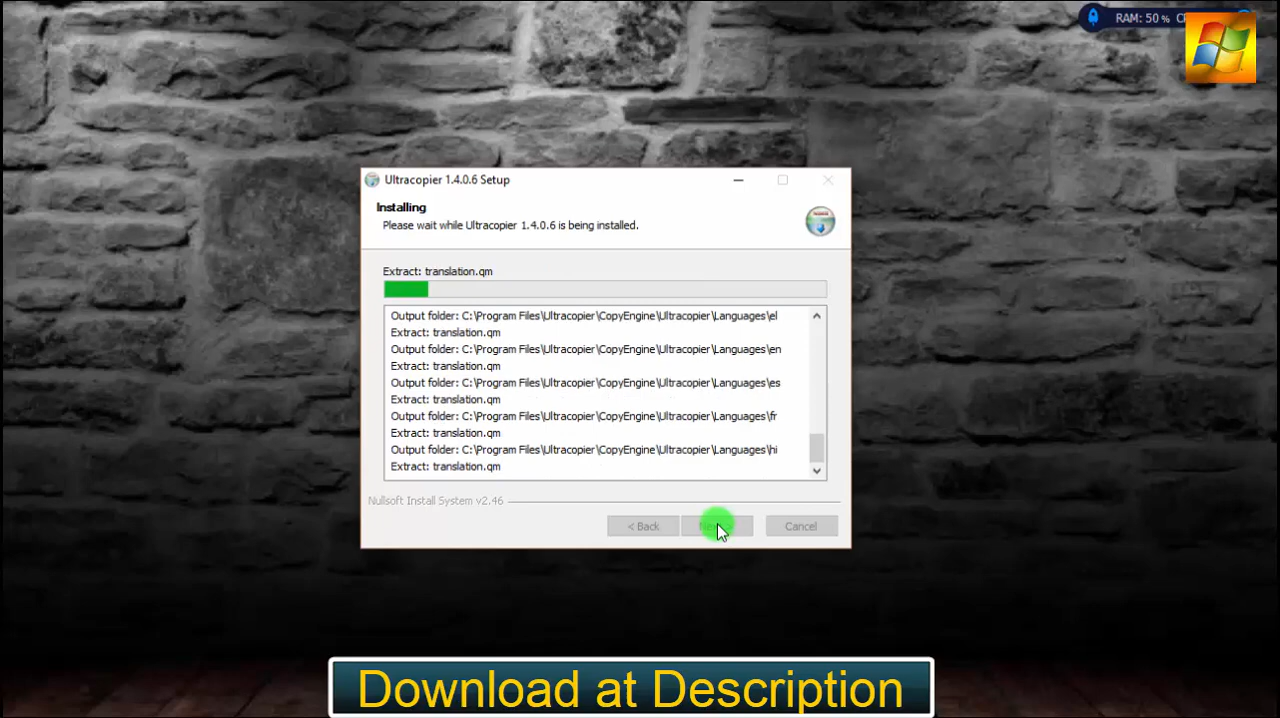 RAM: 50 %
Ultracopier 1.4.0.6 Setup
Installing
Please wait while Ultracopier 1.4.0.6 is being installed.
Extract: translation.qm
Output folder: C:\Program Files\Ultracopier\CopyEngine\Ultracopier\Languages\el
Extract: translation.qm
Output folder: C:\Program Files\Ultracopier\CopyEngine\Ultracopier\Languages\en
Extract: translation.qm
Output folder: C:\Program Files\Ultracopier\CopyEngine\Ultracopier\Languages\es
Extract: translation.qm
Output folder: C:\Program Files\Ultracopier\CopyEngine\Ultracopier\Languages\fr
Extract: translation.qm
Output folder: C:\Program Files\Ultracopier\CopyEngine\Ultracopier\Languages\hi
Extract: translation.qm
Nullsoft Install System v2.46
< Back
Cancel
Download at Description